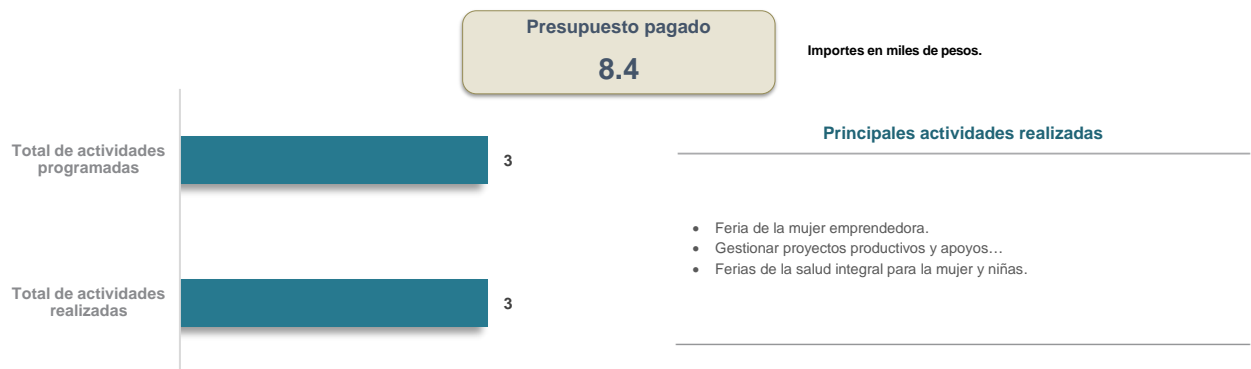 Presupuesto pagado
8.4
Importes en miles de pesos.
Total de actividades
programadas
3
Total de actividades
realizadas
3
Principales actividades realizadas
• Feria de la mujer emprendedora.
• Gestionar proyectos productivos y apoyos…
• Ferias de la salud integral para la mujer y niñas.